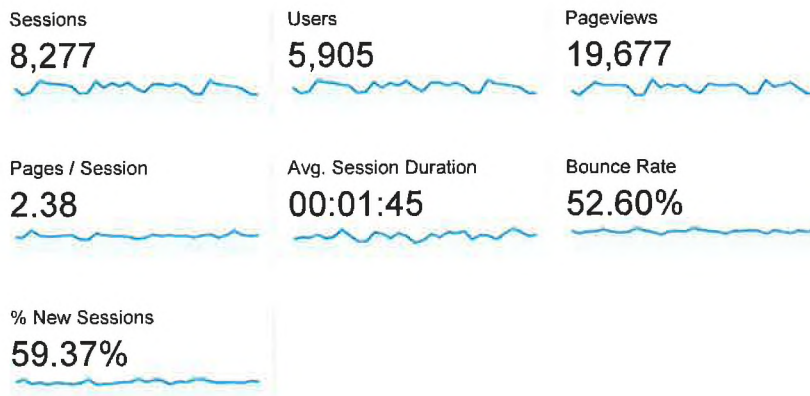 Sessions
8,277
Users
5,905
Pageviews
19,677
Pages / Session
2.38
Avg. Session Duration
00:01:45
Bounce Rate
52.60%
% New Sessions
59.37%